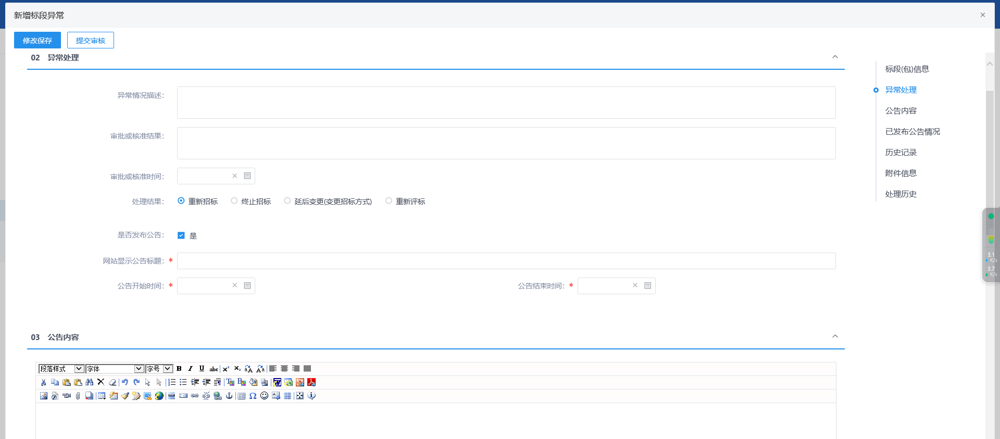 新增标段异常
修改保存 提交审核
02 异常处理
异常情况描述：
审批或核准结果：
审批或核准时间：
处理结果： 重新招标 终止招标 延后变更(变更招标方式) 重新评标
是否发布公告： 是
网站显示公告标题：*
公告开始时间：* 公告结束时间：*
03 公告内容
段落样式 字体 字号 B I U abc x² x₂ aA Aa
标段(包)信息
异常处理
公告内容
已发布公告情况
历史记录
附件信息
处理历史
3.1
K/s
3.7
K/s